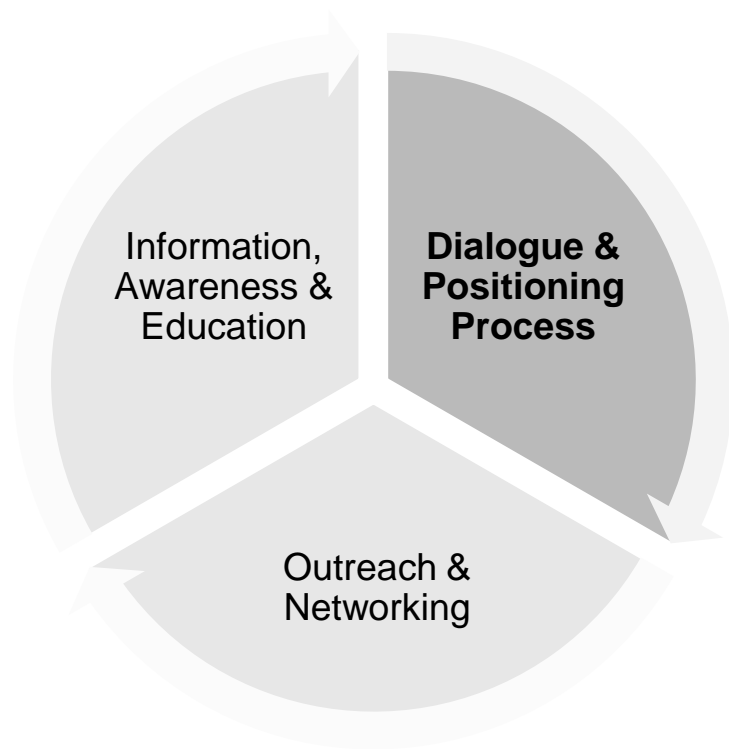 Information,
Awareness &
Education
Dialogue &
Positioning
Process
Outreach &
Networking